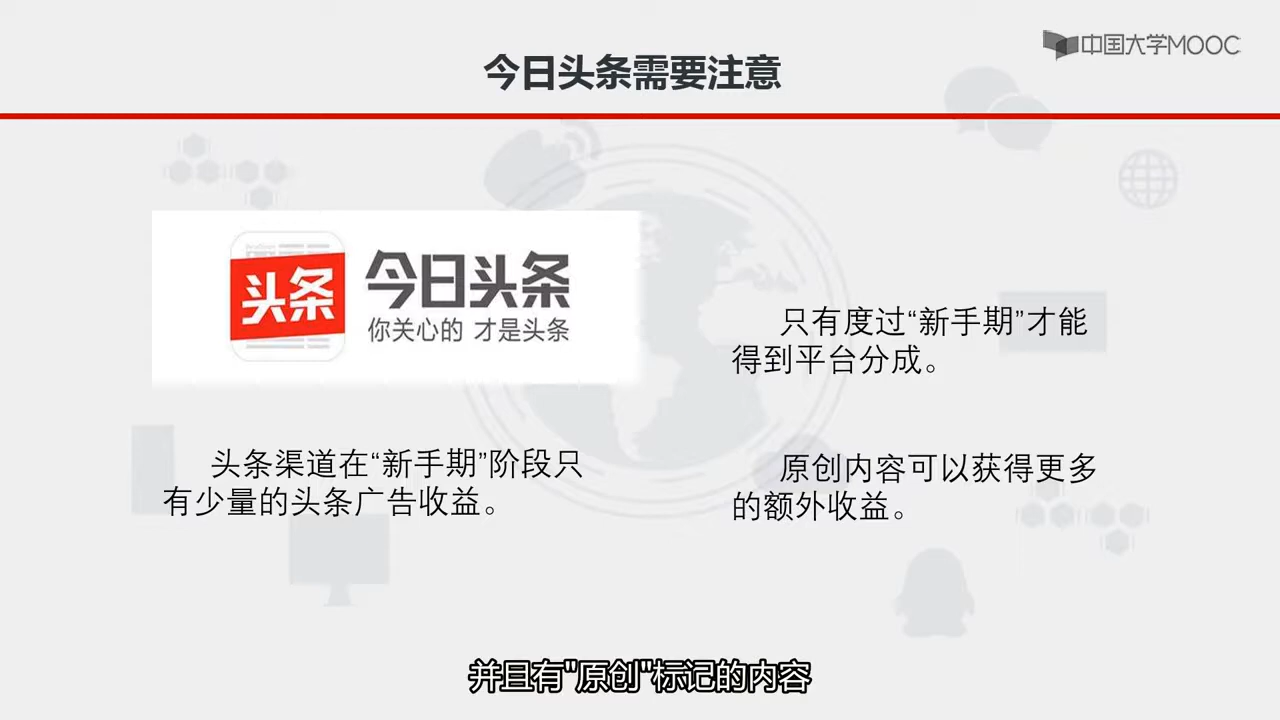 中国大学MOOC
今日头条需要注意
头条
今日头条
你关心的 才是头条
只有度过“新手期”才能
得到平台分成。
头条渠道在“新手期”阶段只
有少量的头条广告收益。
原创内容可以获得更多
的额外收益。
并且有"原创"标记的内容